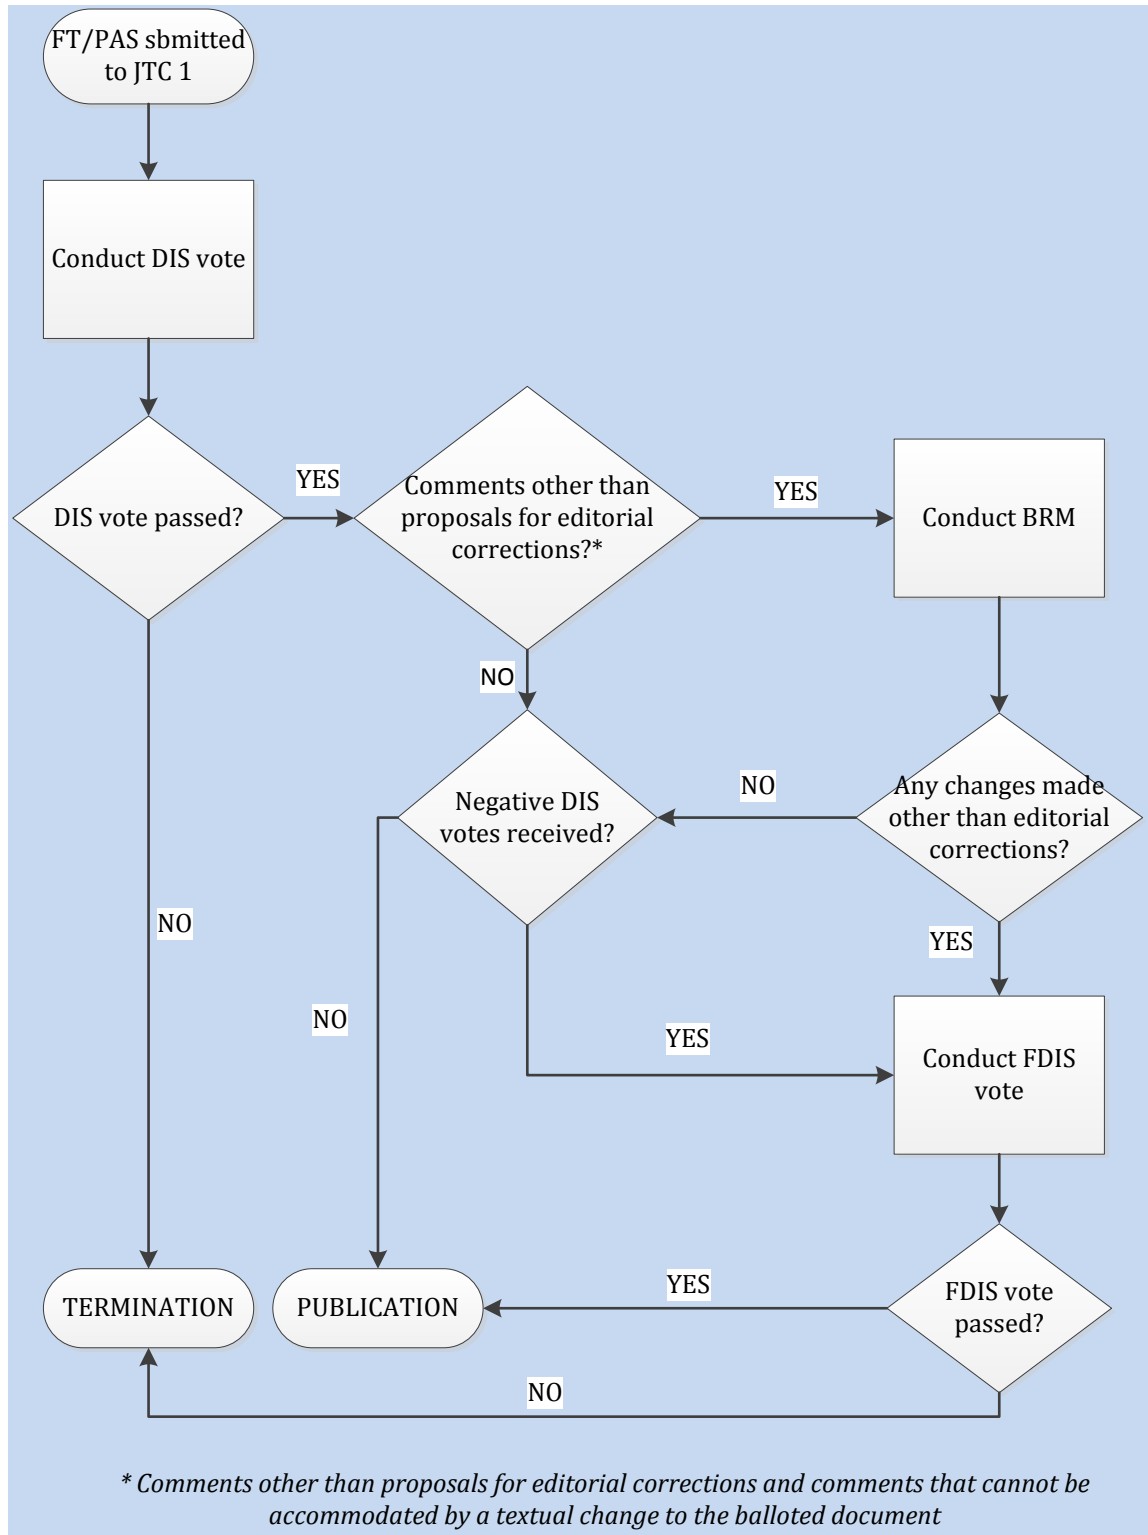 FT/PAS sbmitted
to JTC 1
Conduct DIS vote
DIS vote passed?
YES
Comments other than
proposals for editorial
corrections?*
YES
Conduct BRM
NO
Negative DIS
votes received?
NO
Any changes made
other than editorial
corrections?
NO
YES
NO
YES
Conduct FDIS
vote
TERMINATION
PUBLICATION
YES
FDIS vote
passed?
NO
* Comments other than proposals for editorial corrections and comments that cannot be
accommodated by a textual change to the balloted document